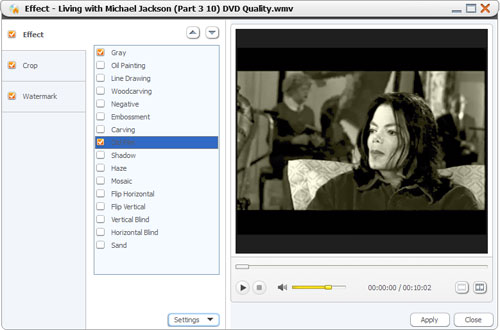 Effect - Living with Michael Jackson (Part 3 10) DVD Quality.wmv
Effect
Crop
Watermark
Gray
Oil Painting
Line Drawing
Woodcarving
Negative
Embossment
Carving
Old Film
Shadow
Haze
Mosaic
Flip Horizontal
Flip Vertical
Vertical Blind
Horizontal Blind
Sand
Settings
00:00:00 / 00:10:02
Apply
Close